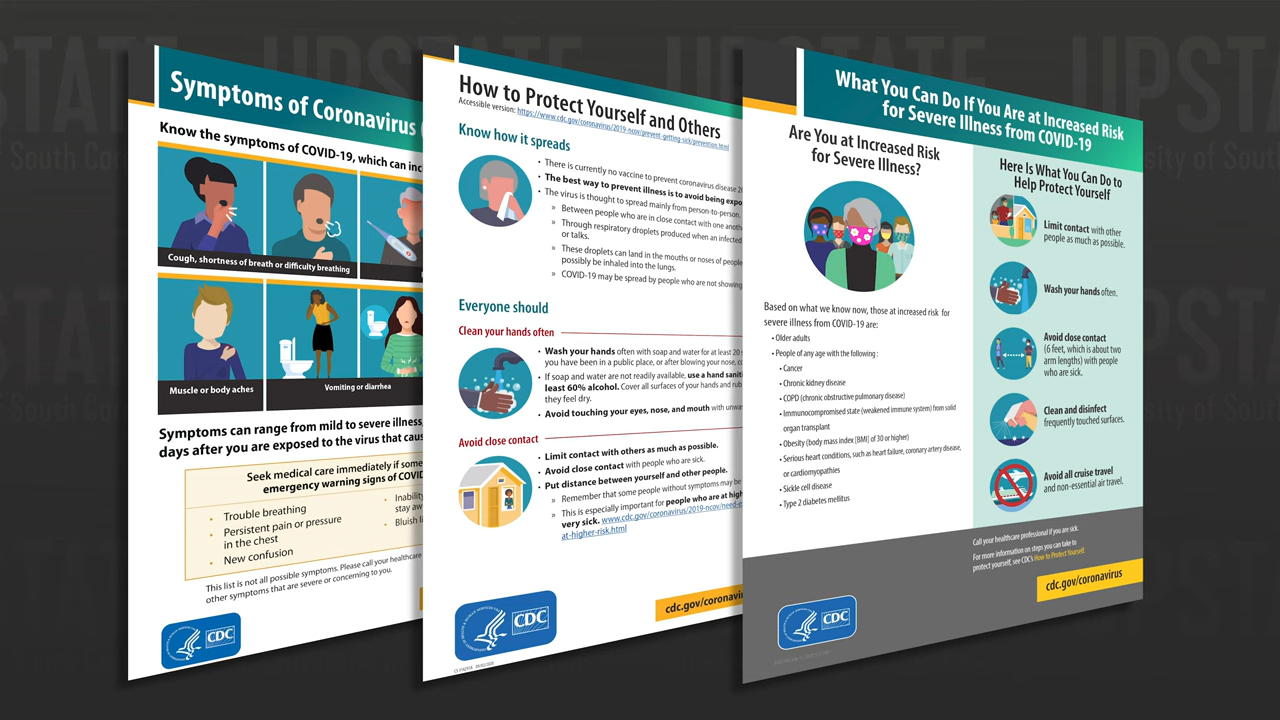 Symptoms of Coronavirus
Know the symptoms of COVID-19, which can incl
Cough, shortness of breath or difficulty breathing
Muscle or body aches
Vomiting or diarrhea
Symptoms can range from mild to severe illness,
days after you are exposed to the virus that caus
Seek medical care immediately if some
emergency warning signs of COVID
• Trouble breathing
• Persistent pain or pressure
in the chest
• New confusion
• Inability
stay aw
• Bluish li
This list is not all possible symptoms. Please call your healthcare
other symptoms that are severe or concerning to you.
CDC
How to Protect Yourself and Others
Accessible version: https://www.cdc.gov/coronavirus/2019-ncov/prevent-getting-sick/prevention.html
Know how it spreads
• There is currently no vaccine to prevent coronavirus disease 20
• The best way to prevent illness is to avoid being expo
• The virus is thought to spread mainly from person-to-person.
» Between people who are in close contact with one anoth
» Through respiratory droplets produced when an infected
or talks.
» These droplets can land in the mouths or noses of people
possibly be inhaled into the lungs.
» COVID-19 may be spread by people who are not showing
Everyone should
Clean your hands often
• Wash your hands often with soap and water for at least 20 s
you have been in a public place, or after blowing your nose, co
• If soap and water are not readily available, use a hand saniti
least 60% alcohol. Cover all surfaces of your hands and rub
they feel dry.
• Avoid touching your eyes, nose, and mouth with unwas
Avoid close contact
• Limit contact with others as much as possible.
• Avoid close contact with people who are sick.
• Put distance between yourself and other people.
» Remember that some people without symptoms may be
» This is especially important for people who are at high
very sick. www.cdc.gov/coronavirus/2019-ncov/need-e
at-higher-risk.html
CDC
cdc.gov/coronavir
What You Can Do If You Are at Increased Risk
for Severe Illness from COVID-19
Are You at Increased Risk
for Severe Illness?
Based on what we know now, those at increased risk for
severe illness from COVID-19 are:
• Older adults
• People of any age with the following :
• Cancer
• Chronic kidney disease
• COPD (chronic obstructive pulmonary disease)
• Immunocompromised state (weakened immune system) from solid
organ transplant
• Obesity (body mass index [BMI] of 30 or higher)
• Serious heart conditions, such as heart failure, coronary artery disease,
or cardiomyopathies
• Sickle cell disease
• Type 2 diabetes mellitus
Here Is What You Can Do to
Help Protect Yourself
Limit contact with other
people as much as possible.
Wash your hands often.
Avoid close contact
(6 feet, which is about two
arm lengths) with people
who are sick.
Clean and disinfect
frequently touched surfaces.
Avoid all cruise travel
and non-essential air travel.
Call your healthcare professional if you are sick.
For more information on steps you can take to
protect yourself, see CDC's How to Protect Yourself.
cdc.gov/coronavirus
CDC
UPSTATE